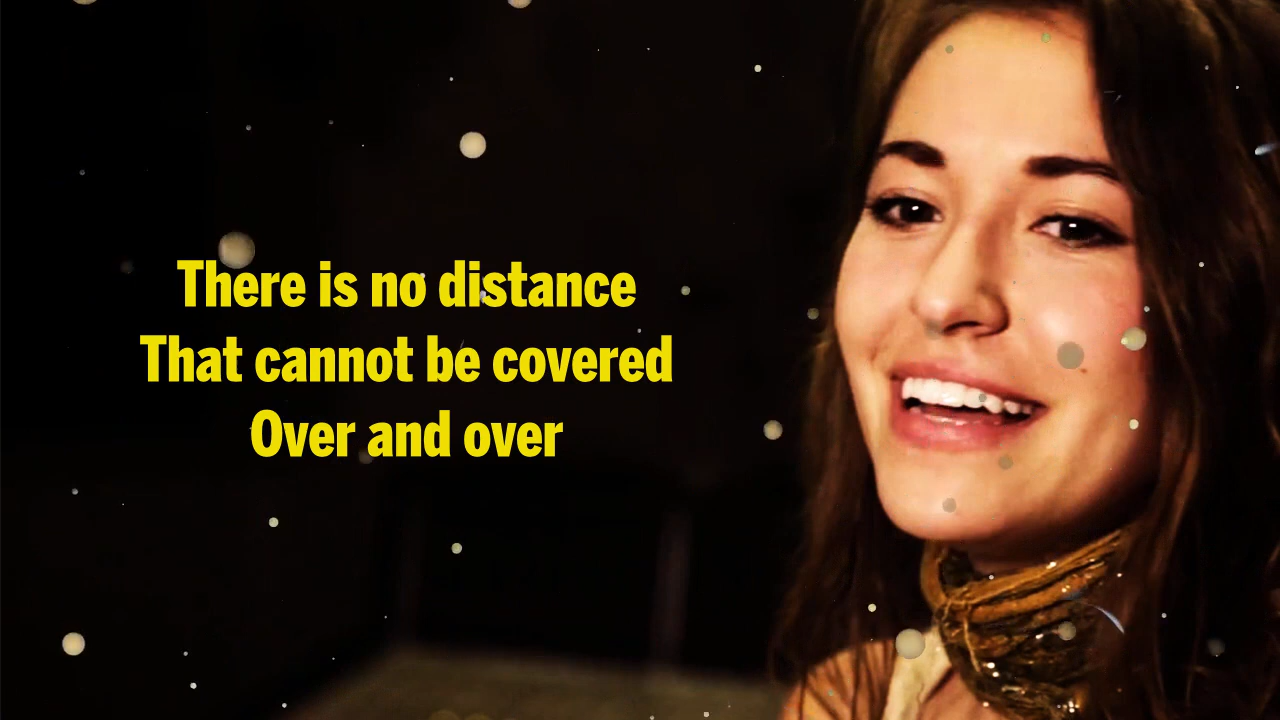 There is no distance
That cannot be covered
Over and over